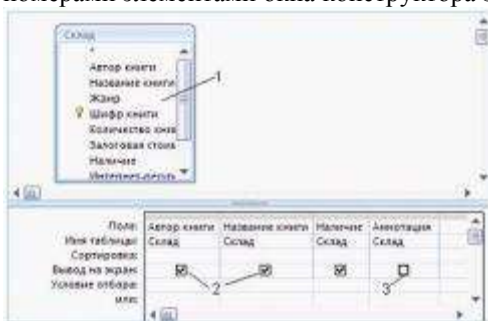 номерами элементами окна конструктора
Склад
*
Автор книги
Название книги
Жанр
1
Шифр книги
Количество книг
Залоговая стоим
Наличие
Интернет-ресурс
Поле: Автор книги Название книги Наличие Аннотация
Имя таблицы: Склад Склад Склад Склад
Сортировка:
Вывод на экран:
Условие отбора: 2 3
или: